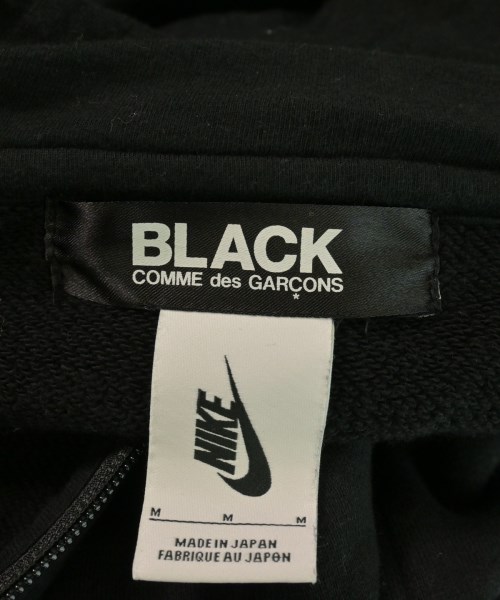 BLACK
COMME des GARÇONS
*
NIKE
M M M
MADE IN JAPAN
FABRIQUE AU JAPON